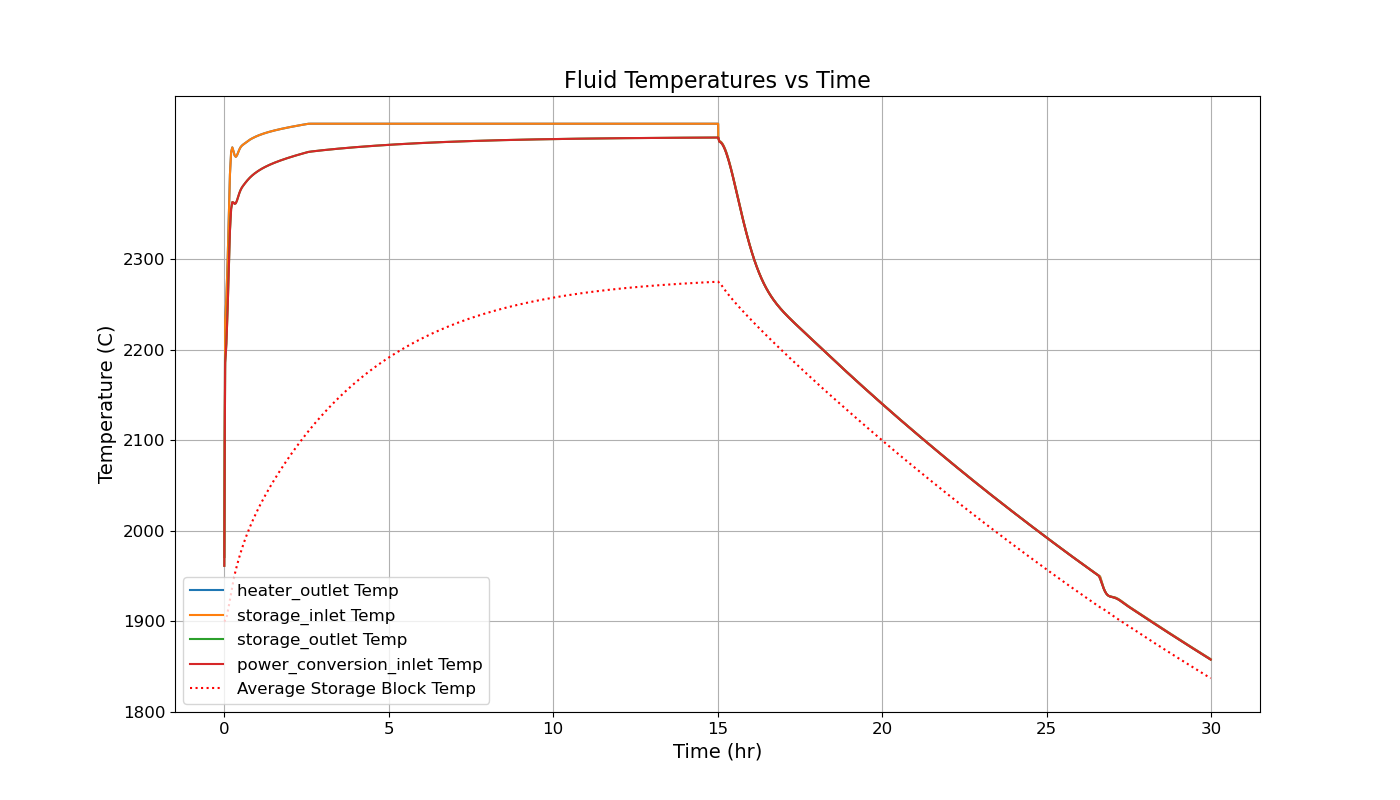 Fluid Temperatures vs Time
Temperature (C)
2300
2200
2100
2000
1900
1800
heater_outlet Temp
storage_inlet Temp
storage_outlet Temp
power_conversion_inlet Temp
Average Storage Block Temp
0 5 10 15 20 25 30
Time (hr)